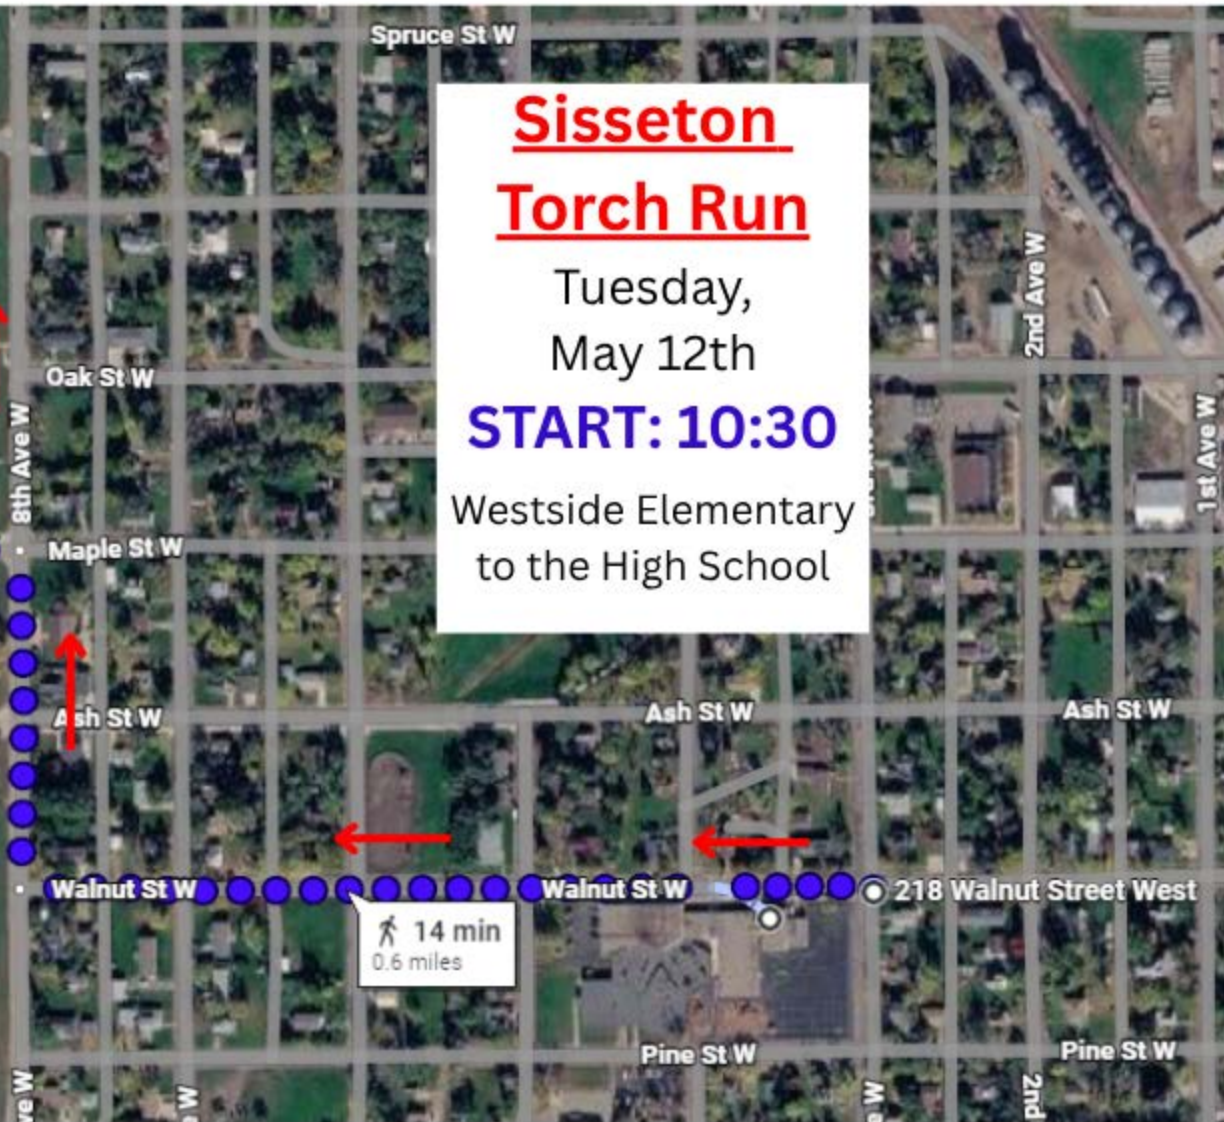 Spruce St W
Sisseton
Torch Run
Tuesday,
May 12th
START: 10:30
Westside Elementary
to the High School
2nd Ave W
Oak St W
8th Ave W
1st Ave W
Maple St W
Ash St W
Ash St W
Ash St W
Walnut St W
Walnut St W
218 Walnut Street West
14 min
0.6 miles
Pine St W
Pine St W
ve W
W
W
2nd